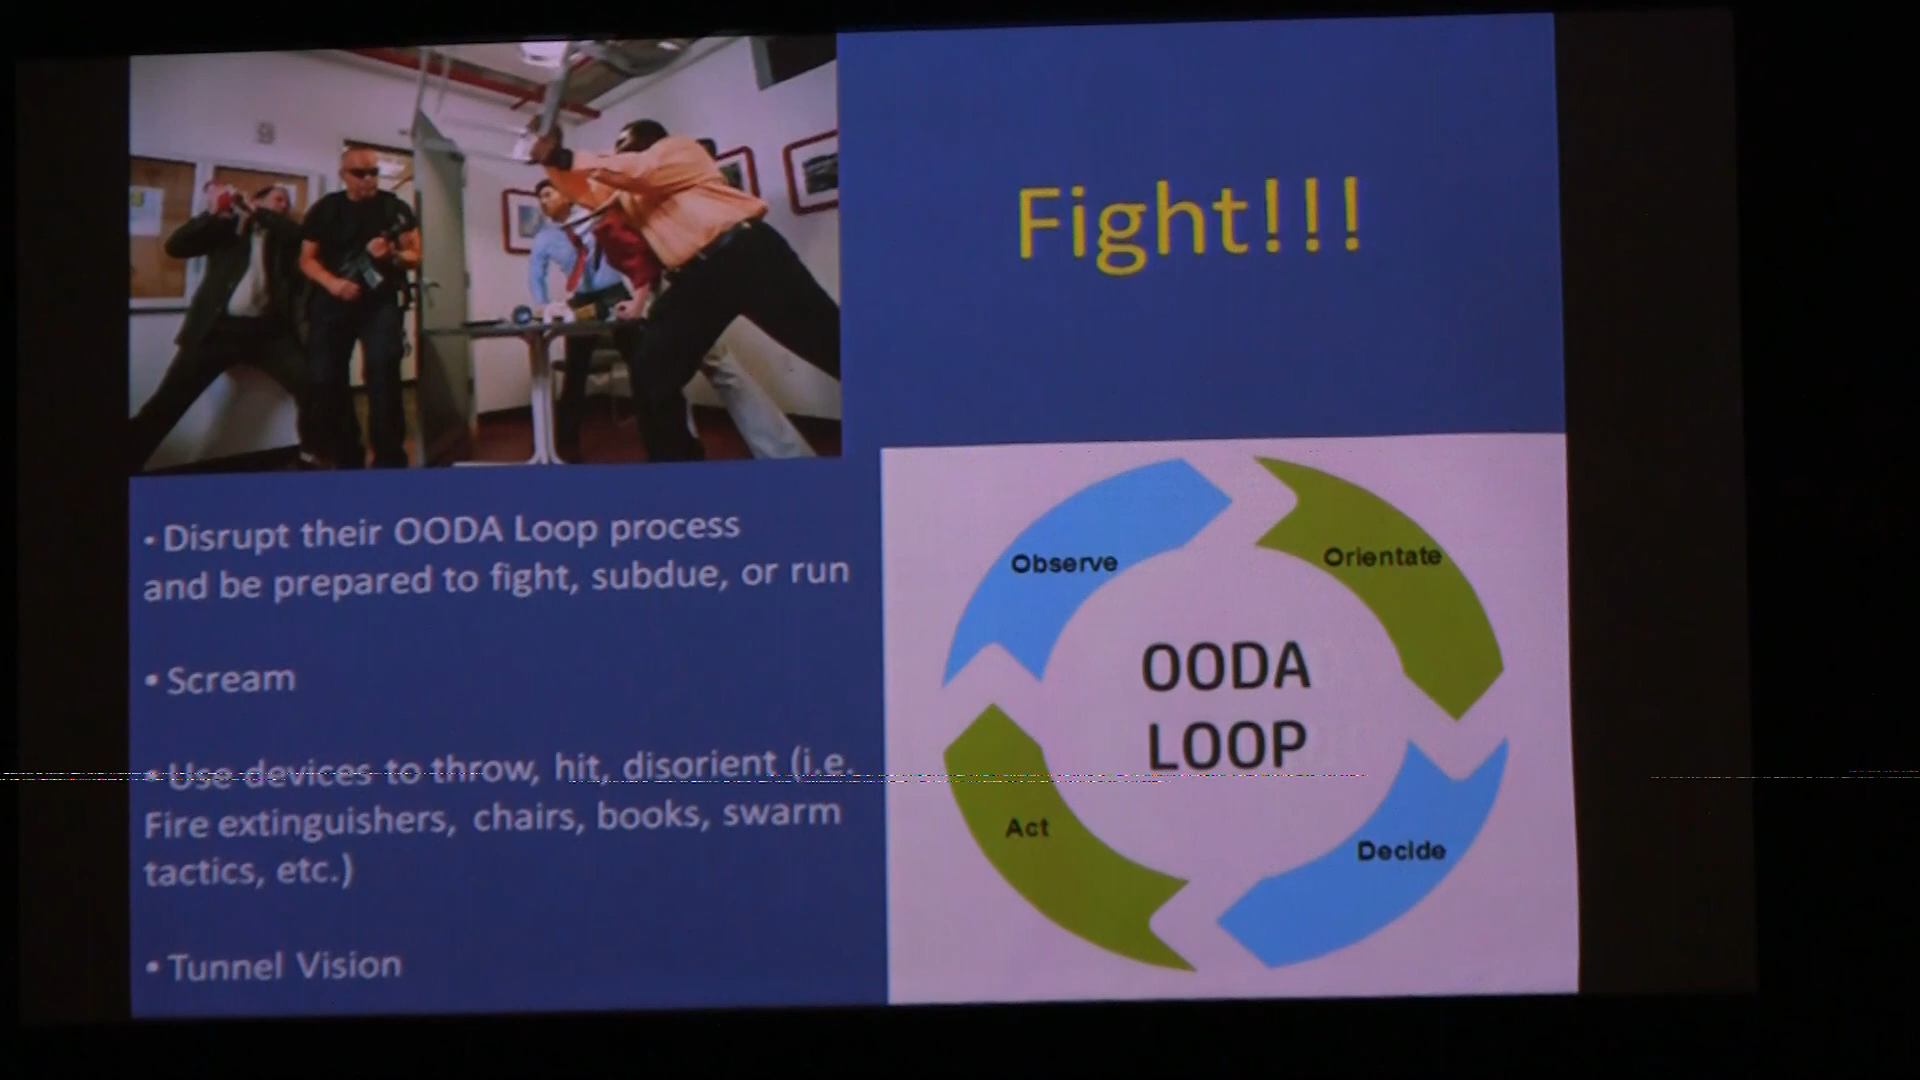 Fight!!!
• Disrupt their OODA Loop process
and be prepared to fight, subdue, or run
• Scream
• Use devices to throw, hit, disorient (i.e.
Fire extinguishers, chairs, books, swarm
tactics, etc.)
• Tunnel Vision
Observe
Orientate
OODA
LOOP
Act
Decide